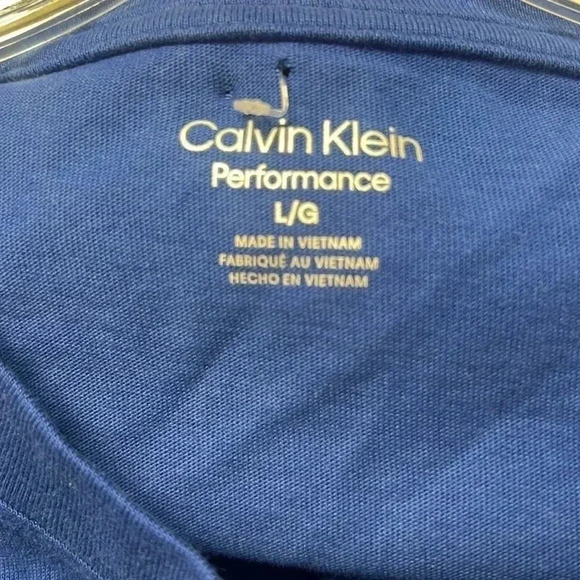 Calvin Klein
Performance
L/G
MADE IN VIETNAM
FABRIQUÉ AU VIETNAM
HECHO EN VIETNAM